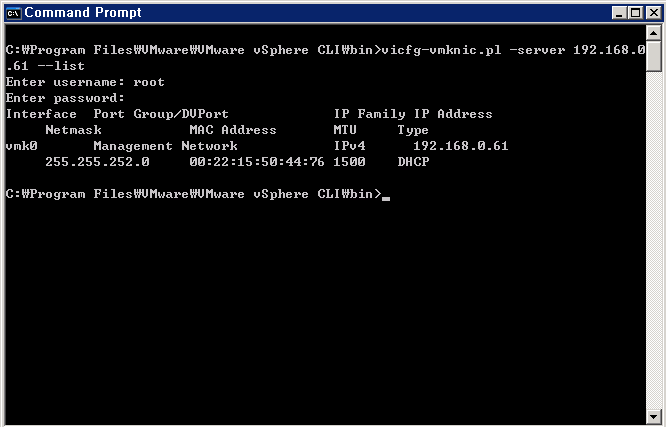 Command Prompt
C:₩Program Files₩VMware₩VMware vSphere CLI₩bin>vicfg-vmknic.pl -server 192.168.0
.61 --list
Enter username: root
Enter password:
Interface  Port Group/DVPort              IP Family IP Address
     Netmask           MAC Address       MTU     Type
vmk0       Management Network            IPv4      192.168.0.61
     255.255.252.0     00:22:15:50:44:76 1500    DHCP
C:₩Program Files₩VMware₩VMware vSphere CLI₩bin>_